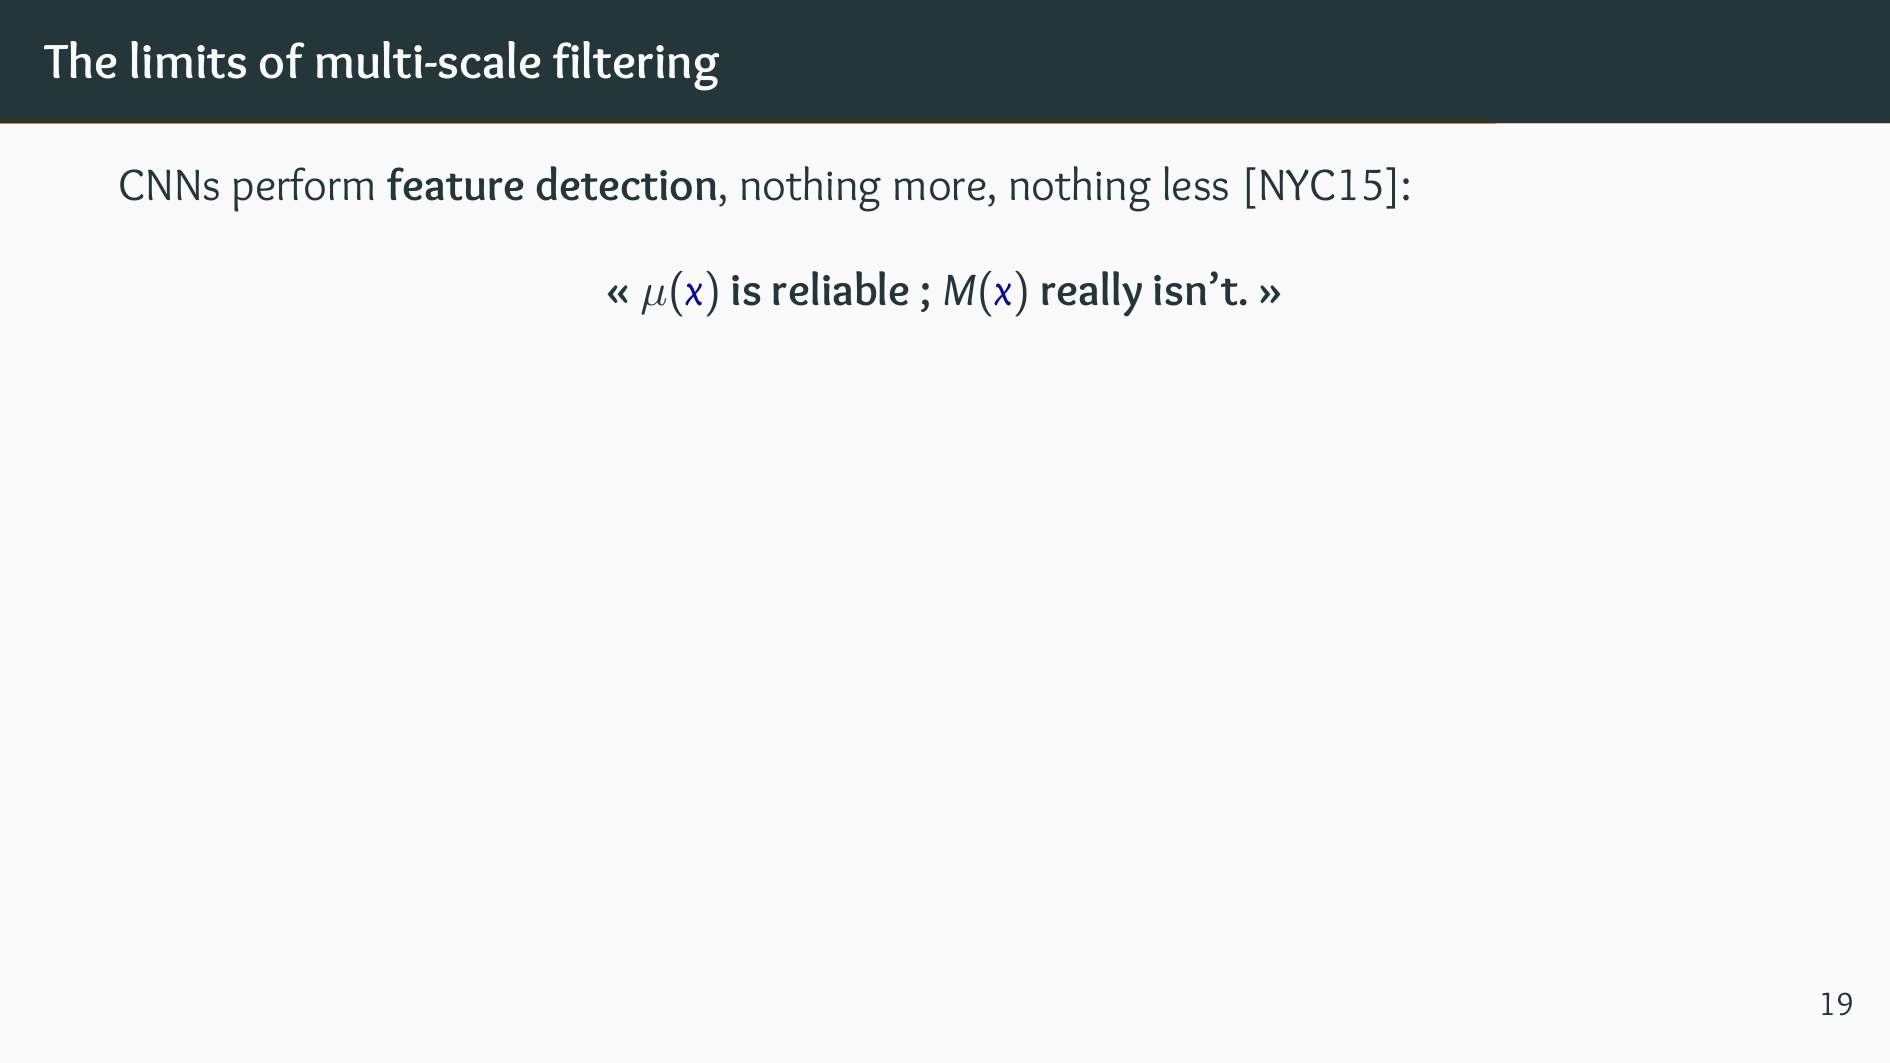 The limits of multi-scale filtering
CNNs perform feature detection, nothing more, nothing less [NYC15]:
« μ(x) is reliable ; M(x) really isn’t. »
19